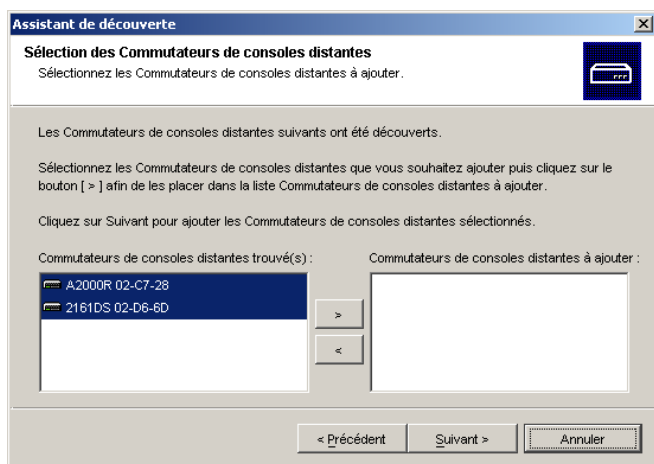 Assistant de découverte
Sélection des Commutateurs de consoles distantes
Sélectionnez les Commutateurs de consoles distantes à ajouter.
Les Commutateurs de consoles distantes suivants ont été découverts.
Sélectionnez les Commutateurs de consoles distantes que vous souhaitez ajouter puis cliquez sur le
bouton [ > ] afin de les placer dans la liste Commutateurs de consoles distantes à ajouter.
Cliquez sur Suivant pour ajouter les Commutateurs de consoles distantes sélectionnés.
Commutateurs de consoles distantes trouvé(s) :
Commutateurs de consoles distantes à ajouter :
A2000R 02-C7-28
2161DS 02-D6-6D
>
<
< Précédent
Suivant >
Annuler